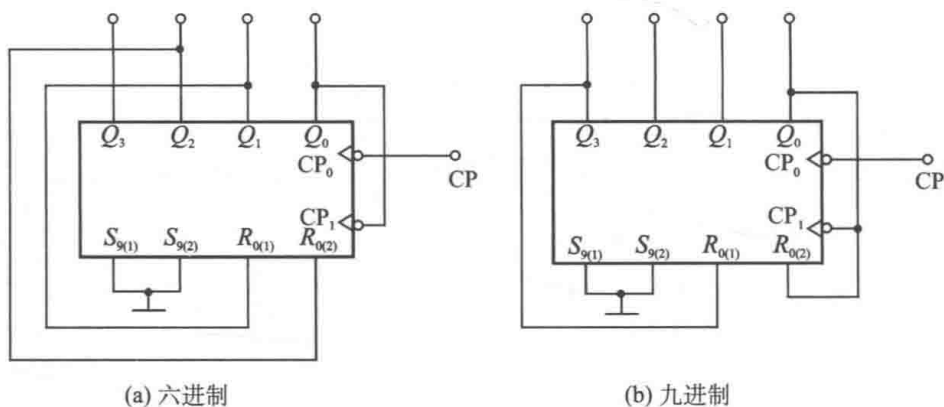 Q₃ Q₂ Q₁ Q₀
CP₀
CP
CP₁
S₉₍₁₎ S₉₍₂₎ R₀₍₁₎ R₀₍₂₎
(a) 六进制
Q₃ Q₂ Q₁ Q₀
CP₀
CP
CP₁
S₉₍₁₎ S₉₍₂₎ R₀₍₁₎ R₀₍₂₎
(b) 九进制